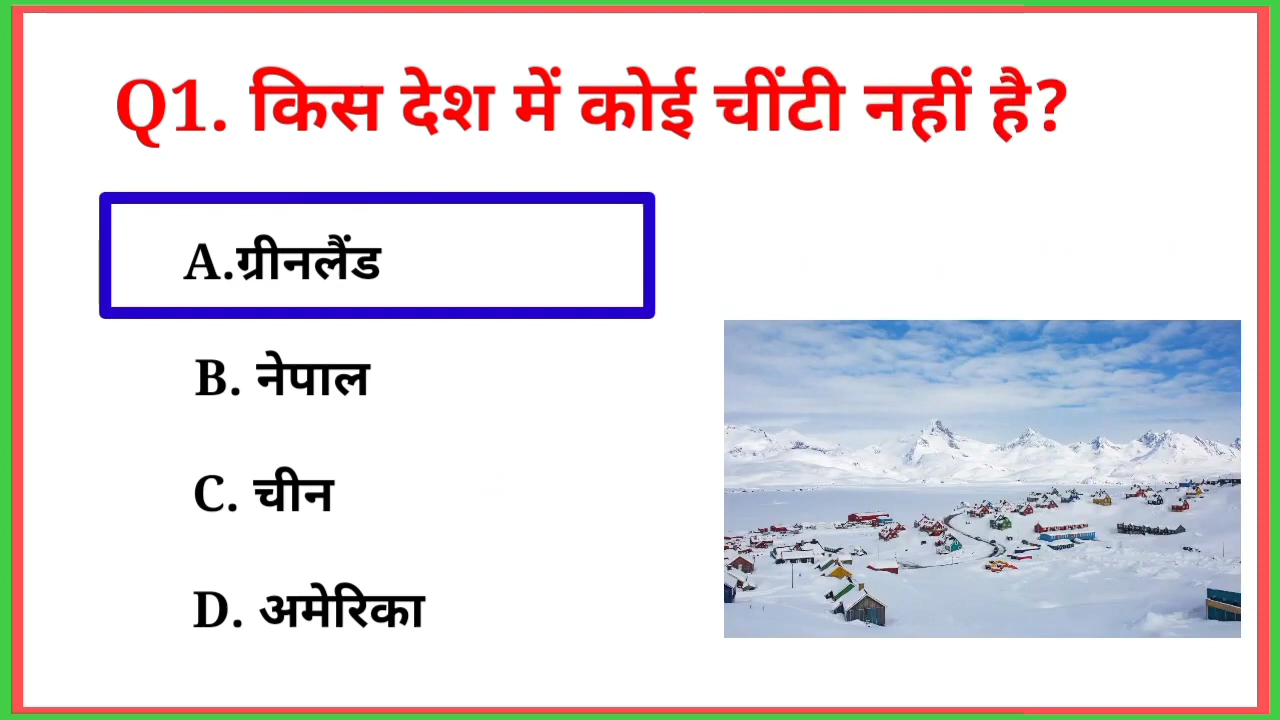 Q1. किस देश में कोई चींटी नहीं है?
A.ग्रीनलैंड
B. नेपाल
C. चीन
D. अमेरिका